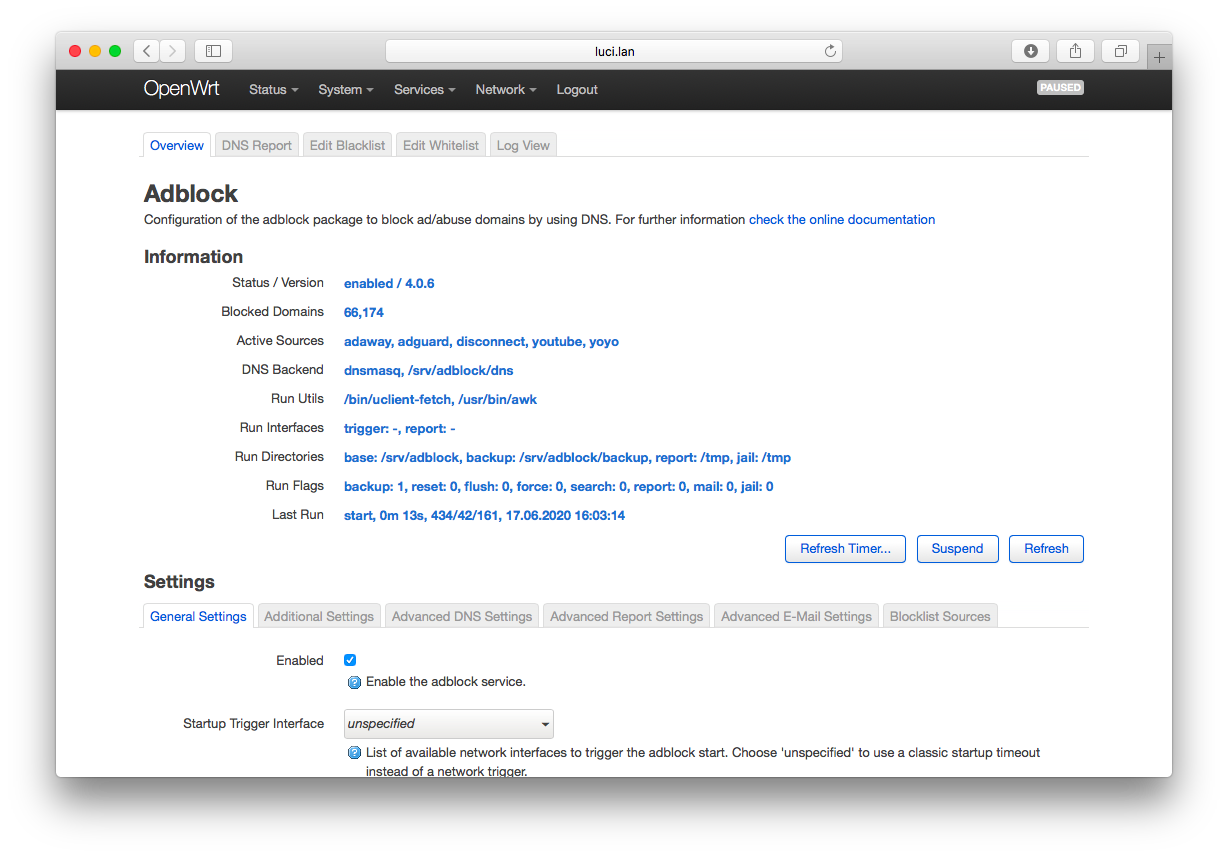 luci.lan
OpenWrt Status System Services Network Logout PAUSED
Overview DNS Report Edit Blacklist Edit Whitelist Log View
Adblock
Configuration of the adblock package to block ad/abuse domains by using DNS. For further information check the online documentation
Information
Status / Version enabled / 4.0.6
Blocked Domains 66,174
Active Sources adaway, adguard, disconnect, youtube, yoyo
DNS Backend dnsmasq, /srv/adblock/dns
Run Utils /bin/uclient-fetch, /usr/bin/awk
Run Interfaces trigger: -, report: -
Run Directories base: /srv/adblock, backup: /srv/adblock/backup, report: /tmp, jail: /tmp
Run Flags backup: 1, reset: 0, flush: 0, force: 0, search: 0, report: 0, mail: 0, jail: 0
Last Run start, 0m 13s, 434/42/161, 17.06.2020 16:03:14
Refresh Timer... Suspend Refresh
Settings
General Settings Additional Settings Advanced DNS Settings Advanced Report Settings Advanced E-Mail Settings Blocklist Sources
Enabled
Enable the adblock service.
Startup Trigger Interface unspecified
List of available network interfaces to trigger the adblock start. Choose 'unspecified' to use a classic startup timeout
instead of a network trigger.